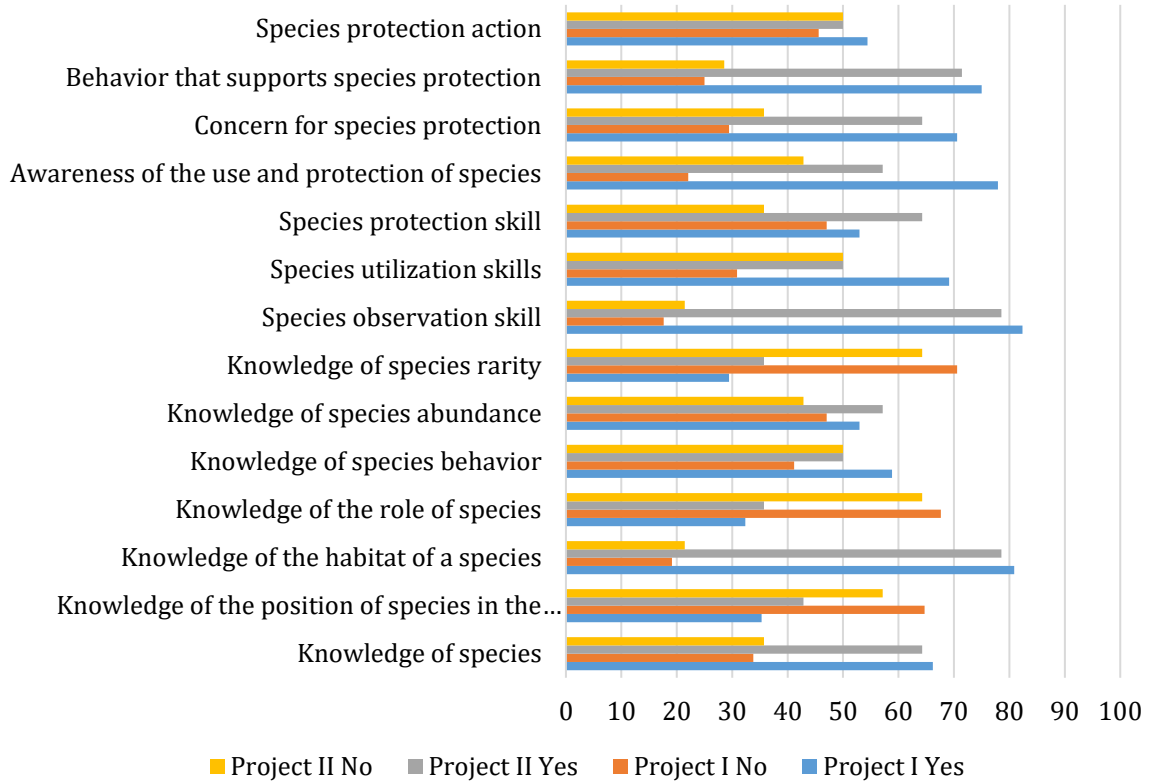 Species protection action
Behavior that supports species protection
Concern for species protection
Awareness of the use and protection of species
Species protection skill
Species utilization skills
Species observation skill
Knowledge of species rarity
Knowledge of species abundance
Knowledge of species behavior
Knowledge of the role of species
Knowledge of the habitat of a species
Knowledge of the position of species in the…
Knowledge of species
0 10 20 30 40 50 60 70 80 90 100
Project II No Project II Yes Project I No Project I Yes